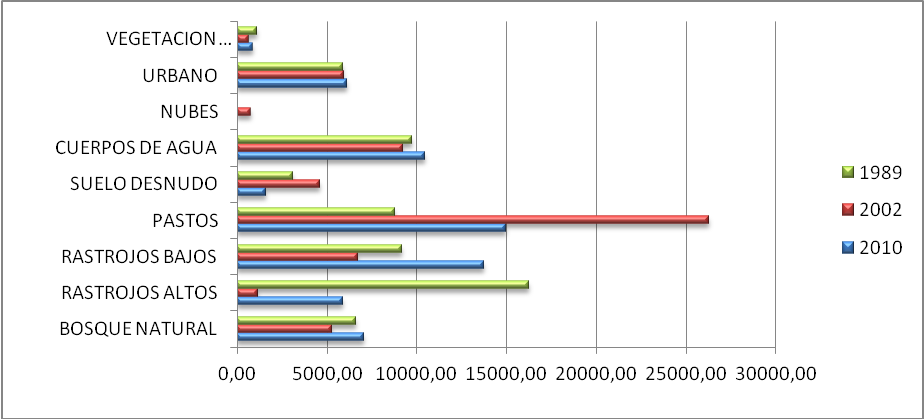 VEGETACION...
URBANO
NUBES
CUERPOS DE AGUA
SUELO DESNUDO
PASTOS
RASTROJOS BAJOS
RASTROJOS ALTOS
BOSQUE NATURAL
0,00 5000,00 10000,00 15000,00 20000,00 25000,00 30000,00
1989
2002
2010